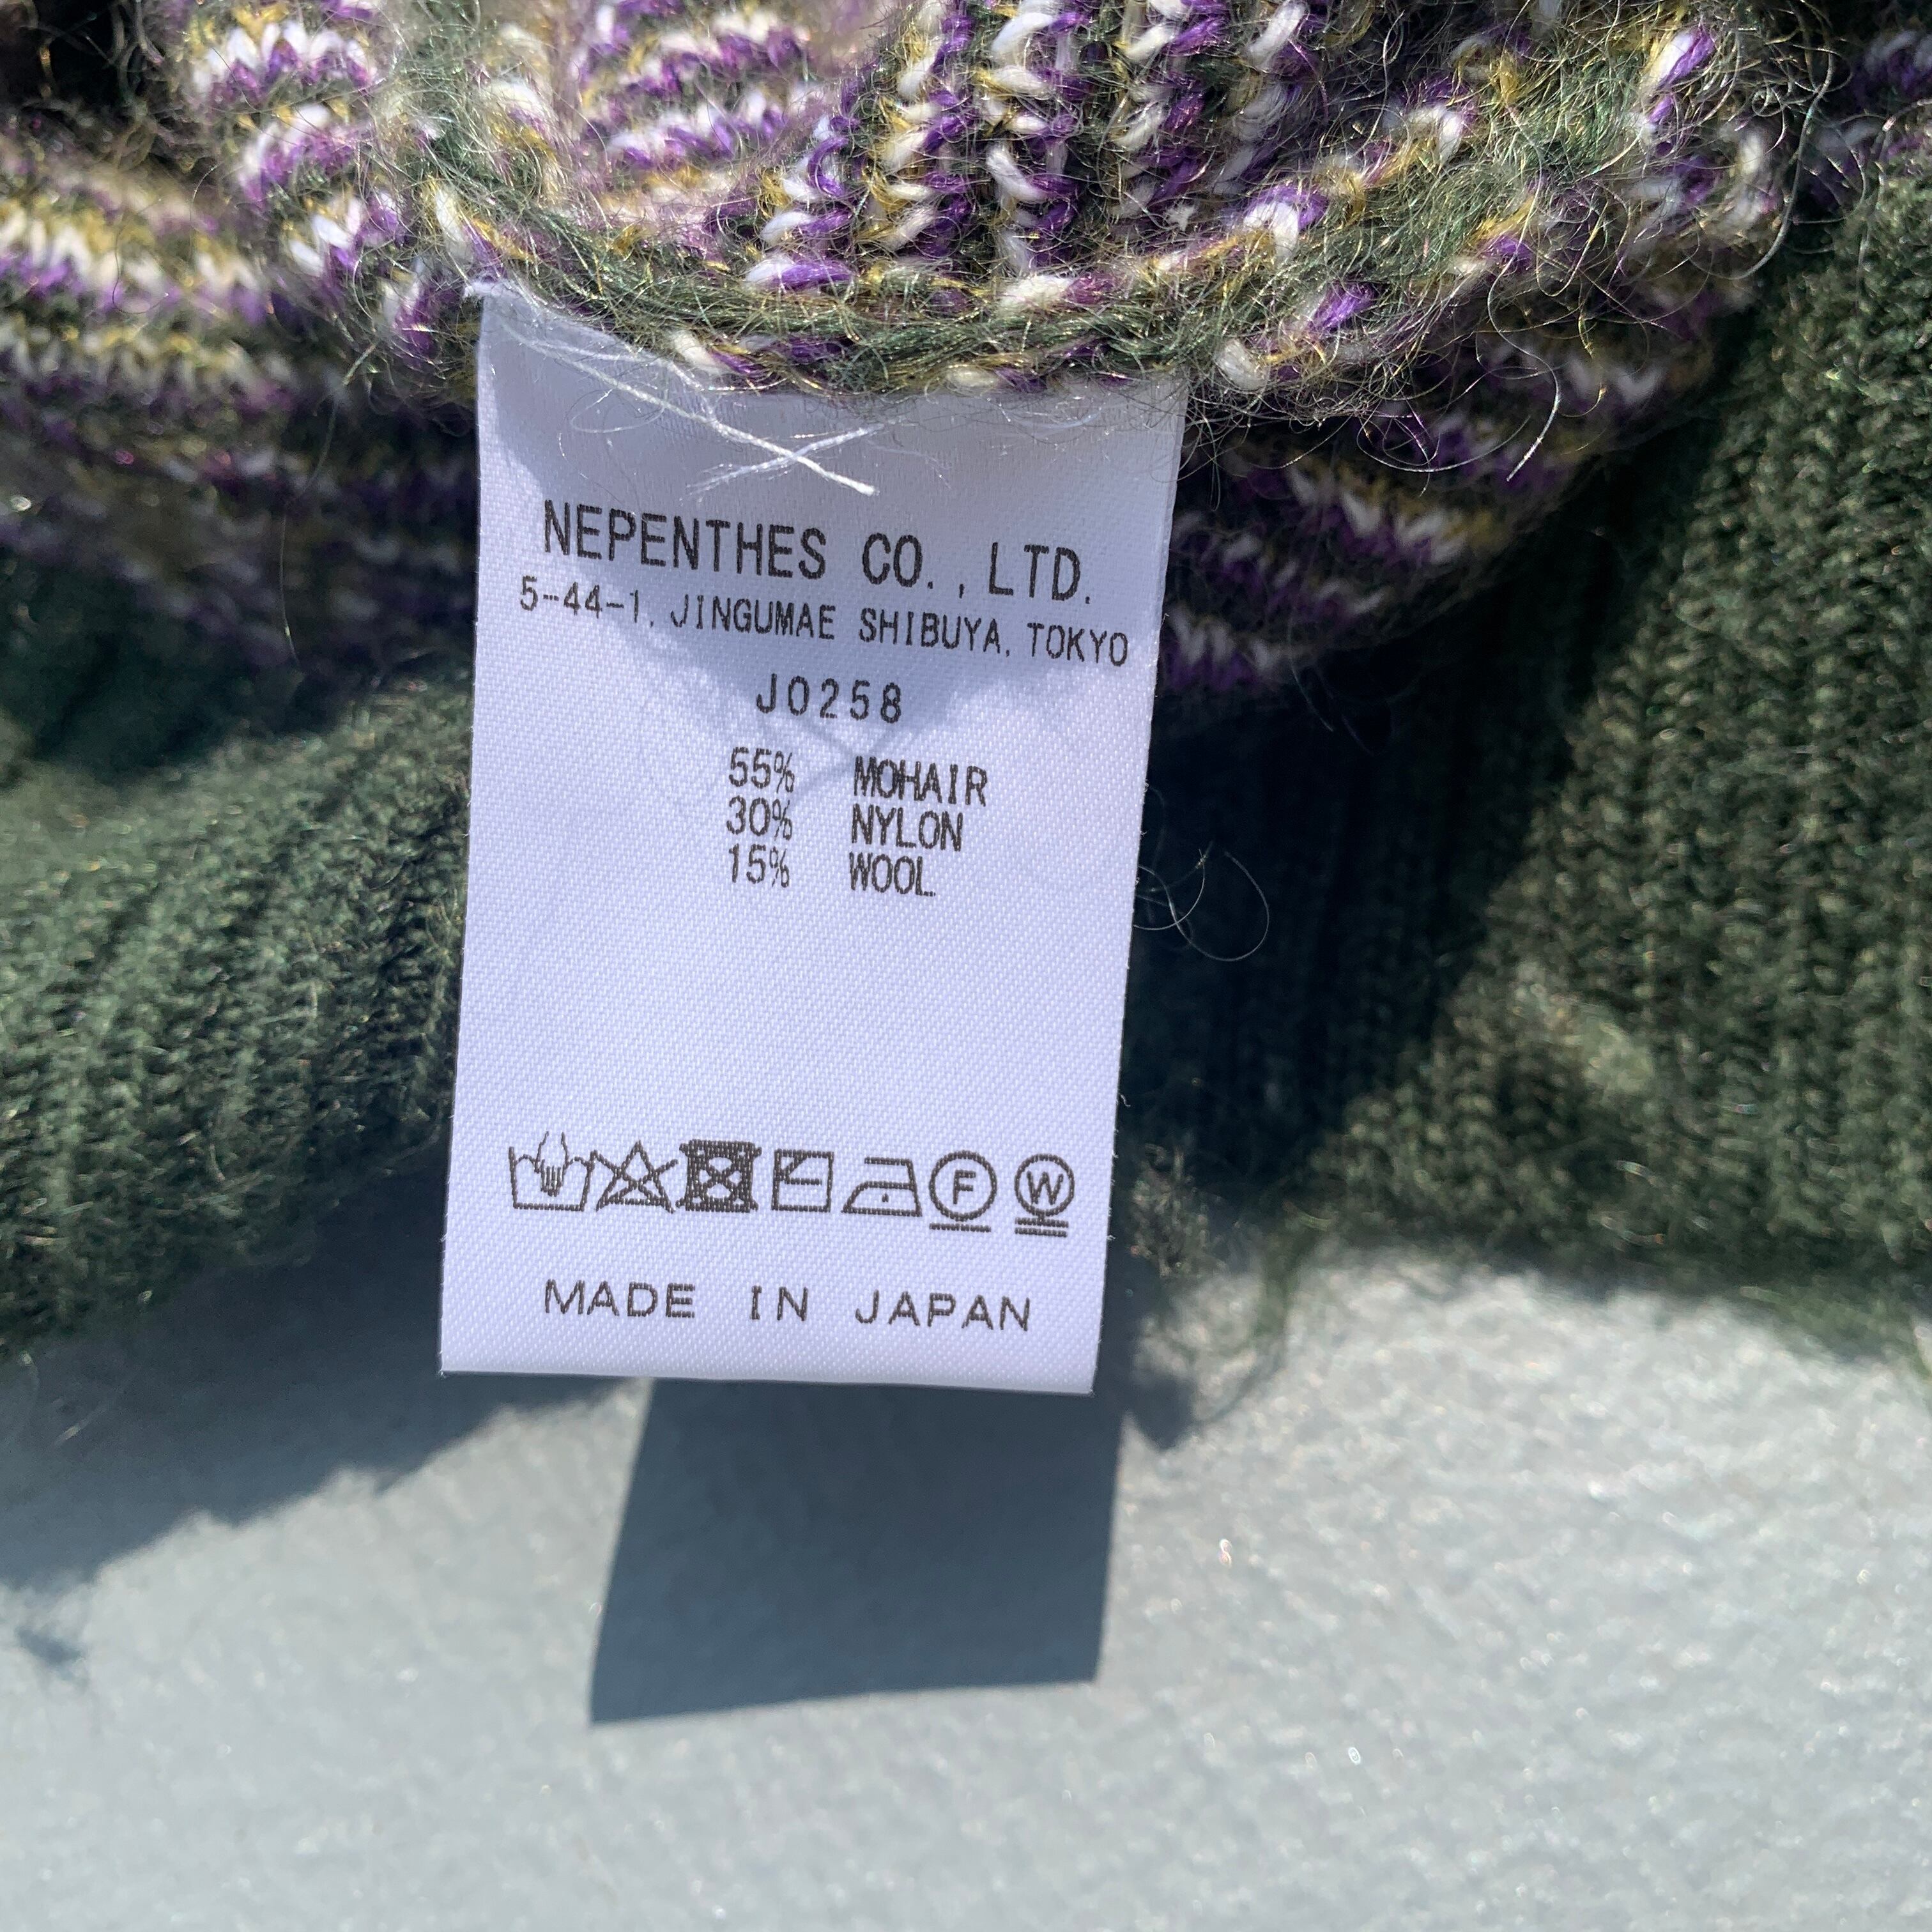 NEPENTHES CO., LTD.
5-44-1, JINGUMAE SHIBUYA, TOKYO
J0258
55% MOHAIR
30% NYLON
15% WOOL
F W
MADE IN JAPAN